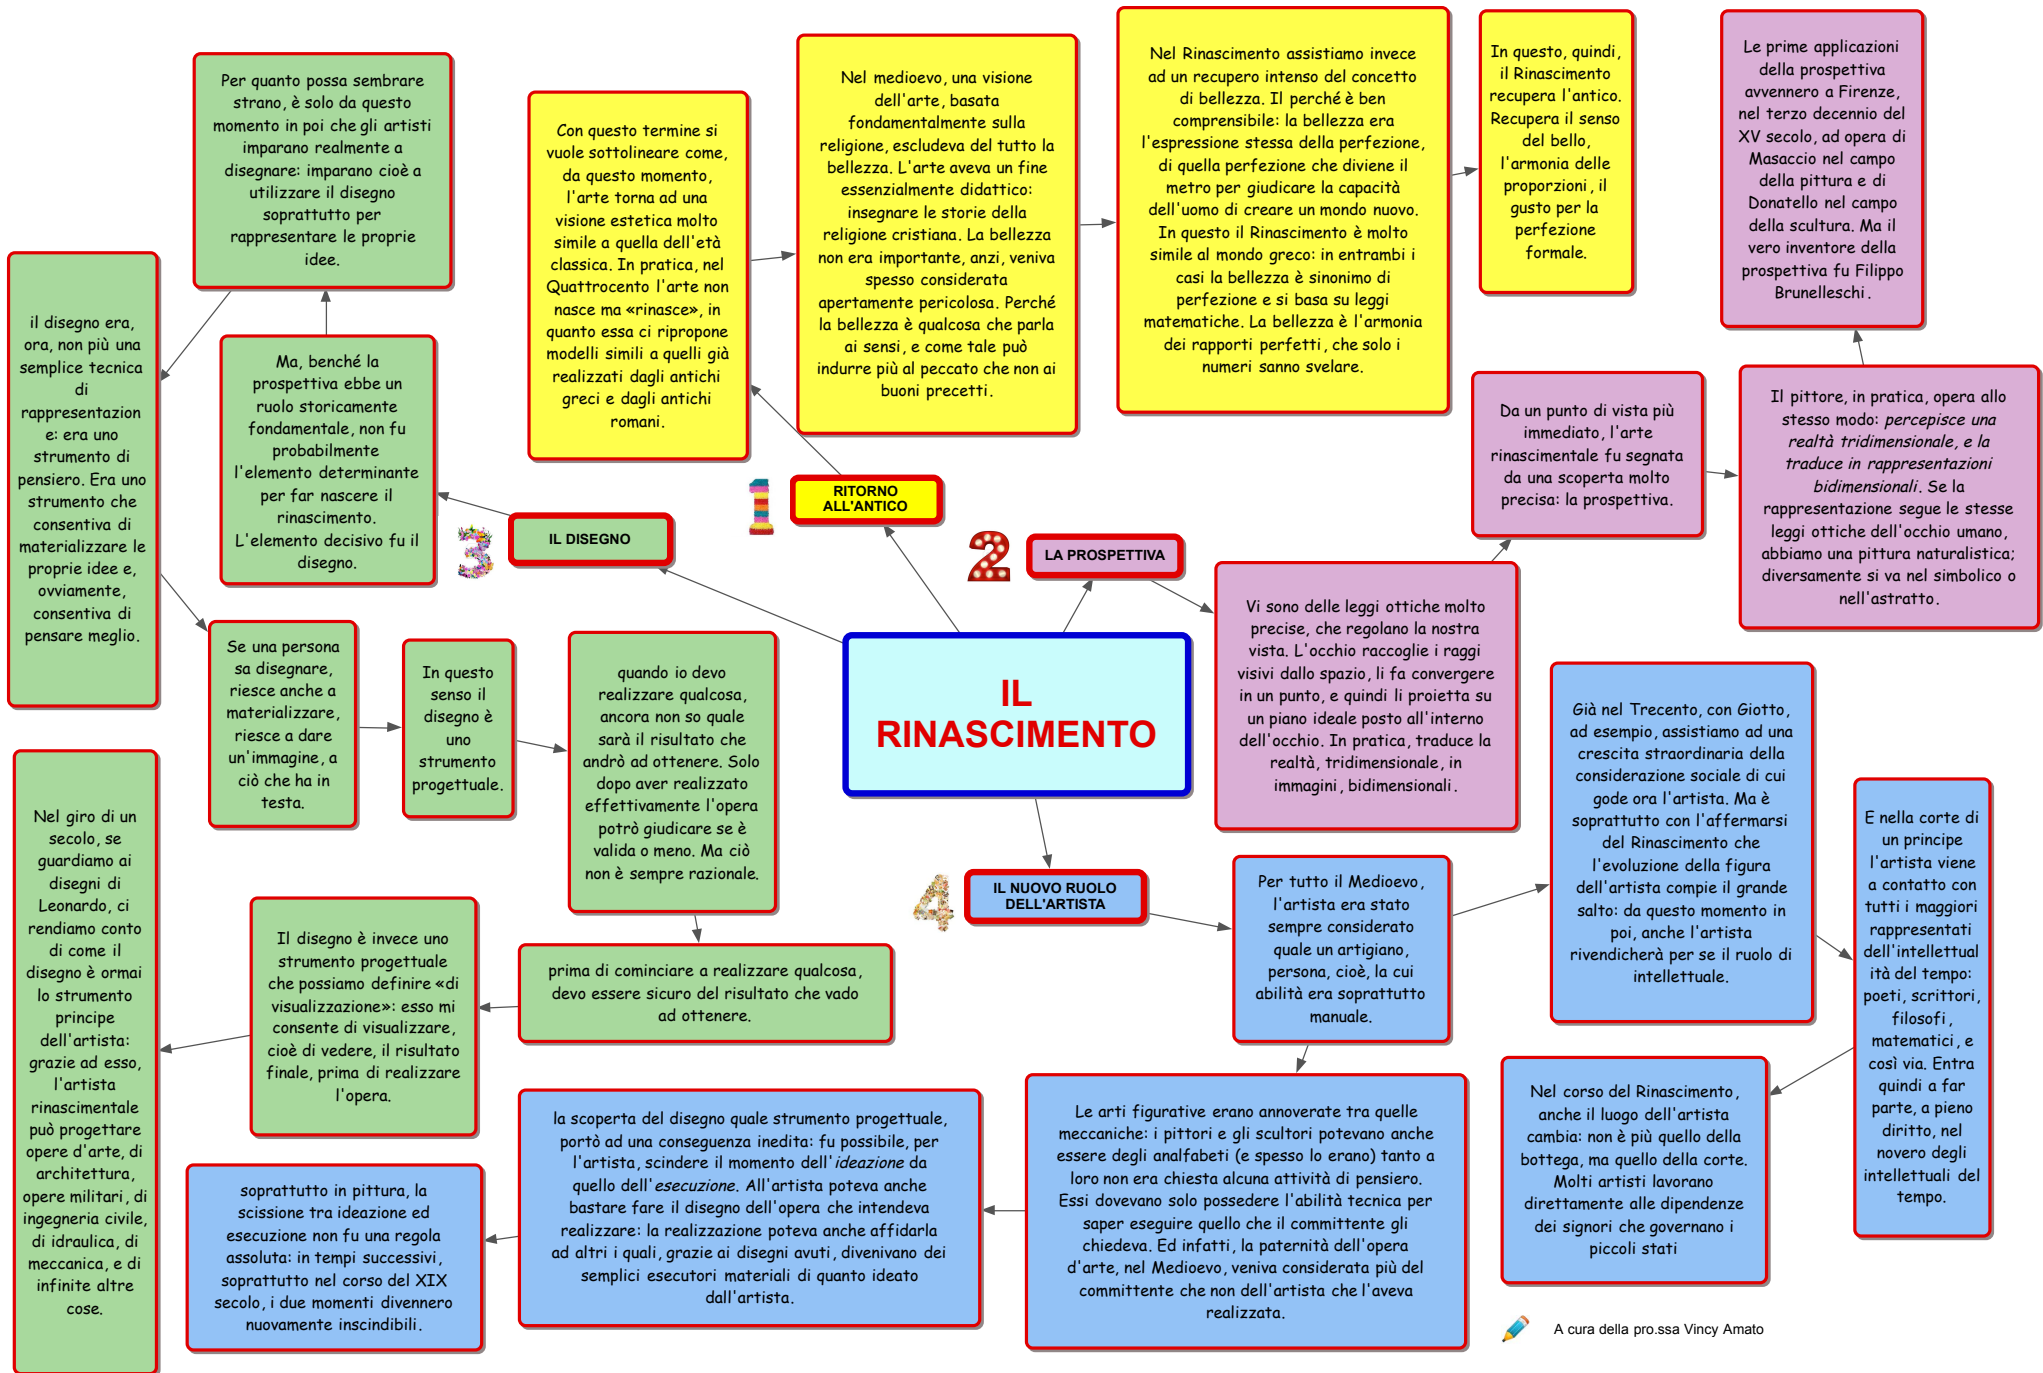 IL
RINASCIMENTO
1
RITORNO
ALL'ANTICO
Con questo termine si
vuole sottolineare come,
da questo momento,
l'arte torna ad una
visione estetica molto
simile a quella dell'età
classica. In pratica, nel
Quattrocento l'arte non
nasce ma «rinasce», in
quanto essa ci ripropone
modelli simili a quelli già
realizzati dagli antichi
greci e dagli antichi
romani.
Nel medioevo, una visione
dell'arte, basata
fondamentalmente sulla
religione, escludeva del tutto la
bellezza. L'arte aveva un fine
essenzialmente didattico:
insegnare le storie della
religione cristiana. La bellezza
non era importante, anzi, veniva
spesso considerata
apertamente pericolosa. Perché
la bellezza è qualcosa che parla
ai sensi, e come tale può
indurre più al peccato che non ai
buoni precetti.
Nel Rinascimento assistiamo invece
ad un recupero intenso del concetto
di bellezza. Il perché è ben
comprensibile: la bellezza era
l'espressione stessa della perfezione,
di quella perfezione che diviene il
metro per giudicare la capacità
dell'uomo di creare un mondo nuovo.
In questo il Rinascimento è molto
simile al mondo greco: in entrambi i
casi la bellezza è sinonimo di
perfezione e si basa su leggi
matematiche. La bellezza è l'armonia
dei rapporti perfetti, che solo i
numeri sanno svelare.
In questo, quindi,
il Rinascimento
recupera l'antico.
Recupera il senso
del bello,
l'armonia delle
proporzioni, il
gusto per la
perfezione
formale.
2
LA PROSPETTIVA
Vi sono delle leggi ottiche molto
precise, che regolano la nostra
vista. L'occhio raccoglie i raggi
visivi dallo spazio, li fa convergere
in un punto, e quindi li proietta su
un piano ideale posto all'interno
dell'occhio. In pratica, traduce la
realtà, tridimensionale, in
immagini, bidimensionali.
Da un punto di vista più
immediato, l'arte
rinascimentale fu segnata
da una scoperta molto
precisa: la prospettiva.
Il pittore, in pratica, opera allo
stesso modo: percepisce una
realtà tridimensionale, e la
traduce in rappresentazioni
bidimensionali. Se la
rappresentazione segue le stesse
leggi ottiche dell'occhio umano,
abbiamo una pittura naturalistica;
diversamente si va nel simbolico o
nell'astratto.
Le prime applicazioni
della prospettiva
avvennero a Firenze,
nel terzo decennio del
XV secolo, ad opera di
Masaccio nel campo
della pittura e di
Donatello nel campo
della scultura. Ma il
vero inventore della
prospettiva fu Filippo
Brunelleschi.
3
IL DISEGNO
Ma, benché la
prospettiva ebbe un
ruolo storicamente
fondamentale, non fu
probabilmente
l'elemento determinante
per far nascere il
rinascimento.
L'elemento decisivo fu il
disegno.
Per quanto possa sembrare
strano, è solo da questo
momento in poi che gli artisti
imparano realmente a
disegnare: imparano cioè a
utilizzare il disegno
soprattutto per
rappresentare le proprie
idee.
il disegno era,
ora, non più una
semplice tecnica
di
rappresentazion
e: era uno
strumento di
pensiero. Era uno
strumento che
consentiva di
materializzare le
proprie idee e,
ovviamente,
consentiva di
pensare meglio.
Se una persona
sa disegnare,
riesce anche a
materializzare,
riesce a dare
un'immagine, a
ciò che ha in
testa.
In questo
senso il
disegno è
uno
strumento
progettuale.
quando io devo
realizzare qualcosa,
ancora non so quale
sarà il risultato che
andrò ad ottenere. Solo
dopo aver realizzato
effettivamente l'opera
potrò giudicare se è
valida o meno. Ma ciò
non è sempre razionale.
prima di cominciare a realizzare qualcosa,
devo essere sicuro del risultato che vado
ad ottenere.
Il disegno è invece uno
strumento progettuale
che possiamo definire «di
visualizzazione»: esso mi
consente di visualizzare,
cioè di vedere, il risultato
finale, prima di realizzare
l'opera.
Nel giro di un
secolo, se
guardiamo ai
disegni di
Leonardo, ci
rendiamo conto
di come il
disegno è ormai
lo strumento
principe
dell'artista:
grazie ad esso,
l'artista
rinascimentale
può progettare
opere d'arte, di
architettura,
opere militari, di
ingegneria civile,
di idraulica, di
meccanica, e di
infinite altre
cose.
4
IL NUOVO RUOLO
DELL'ARTISTA
Per tutto il Medioevo,
l'artista era stato
sempre considerato
quale un artigiano,
persona, cioè, la cui
abilità era soprattutto
manuale.
Già nel Trecento, con Giotto,
ad esempio, assistiamo ad una
crescita straordinaria della
considerazione sociale di cui
gode ora l'artista. Ma è
soprattutto con l'affermarsi
del Rinascimento che
l'evoluzione della figura
dell'artista compie il grande
salto: da questo momento in
poi, anche l'artista
rivendicherà per se il ruolo di
intellettuale.
E nella corte di
un principe
l'artista viene
a contatto con
tutti i maggiori
rappresentati
dell'intellettual
ità del tempo:
poeti, scrittori,
filosofi,
matematici, e
così via. Entra
quindi a far
parte, a pieno
diritto, nel
novero degli
intellettuali del
tempo.
Nel corso del Rinascimento,
anche il luogo dell'artista
cambia: non è più quello della
bottega, ma quello della corte.
Molti artisti lavorano
direttamente alle dipendenze
dei signori che governano i
piccoli stati
Le arti figurative erano annoverate tra quelle
meccaniche: i pittori e gli scultori potevano anche
essere degli analfabeti (e spesso lo erano) tanto a
loro non era chiesta alcuna attività di pensiero.
Essi dovevano solo possedere l'abilità tecnica per
saper eseguire quello che il committente gli
chiedeva. Ed infatti, la paternità dell'opera
d'arte, nel Medioevo, veniva considerata più del
committente che non dell'artista che l'aveva
realizzata.
la scoperta del disegno quale strumento progettuale,
portò ad una conseguenza inedita: fu possibile, per
l'artista, scindere il momento dell'ideazione da
quello dell'esecuzione. All'artista poteva anche
bastare fare il disegno dell'opera che intendeva
realizzare: la realizzazione poteva anche affidarla
ad altri i quali, grazie ai disegni avuti, divenivano dei
semplici esecutori materiali di quanto ideato
dall'artista.
soprattutto in pittura, la
scissione tra ideazione ed
esecuzione non fu una regola
assoluta: in tempi successivi,
soprattutto nel corso del XIX
secolo, i due momenti divennero
nuovamente inscindibili.
A cura della pro.ssa Vincy Amato